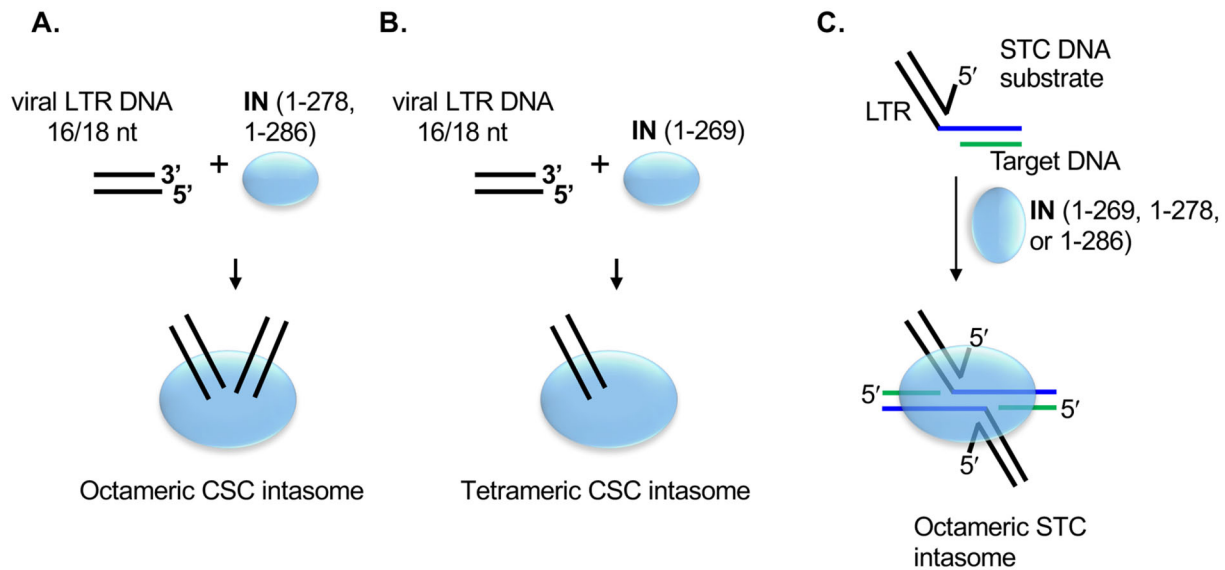 A.
viral LTR DNA
16/18 nt
IN (1-278,
1-286)
+
3’
5’
Octameric CSC intasome
B.
viral LTR DNA
16/18 nt
IN (1-269)
+
3’
5’
Tetrameric CSC intasome
C.
STC DNA
substrate
5′
LTR
Target DNA
IN (1-269, 1-278,
or 1-286)
5′
5′
5′
5′
Octameric STC
intasome